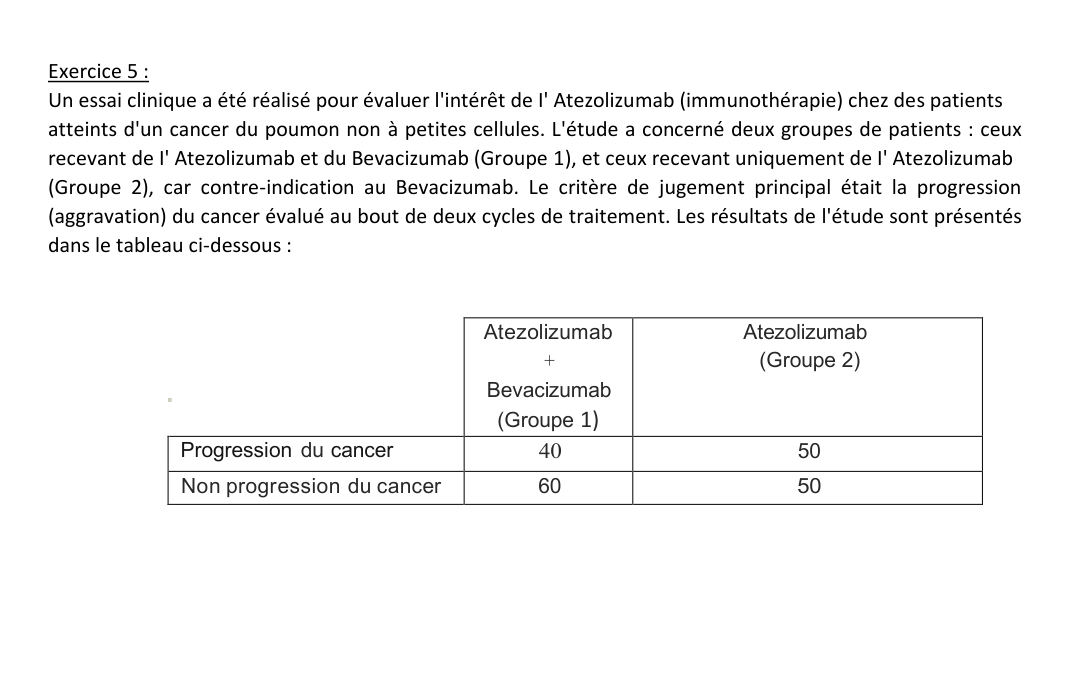 Exercice 5 :
Un essai clinique a été réalisé pour évaluer l'intérêt de I' Atezolizumab (immunothérapie) chez des patients
atteints d'un cancer du poumon non à petites cellules. L'étude a concerné deux groupes de patients : ceux
recevant de I' Atezolizumab et du Bevacizumab (Groupe 1), et ceux recevant uniquement de I' Atezolizumab
(Groupe 2), car contre-indication au Bevacizumab. Le critère de jugement principal était la progression
(aggravation) du cancer évalué au bout de deux cycles de traitement. Les résultats de l'étude sont présentés
dans le tableau ci-dessous :
Atezolizumab
+
Bevacizumab
(Groupe 1)
Atezolizumab
(Groupe 2)
Progression du cancer 40 50
Non progression du cancer 60 50